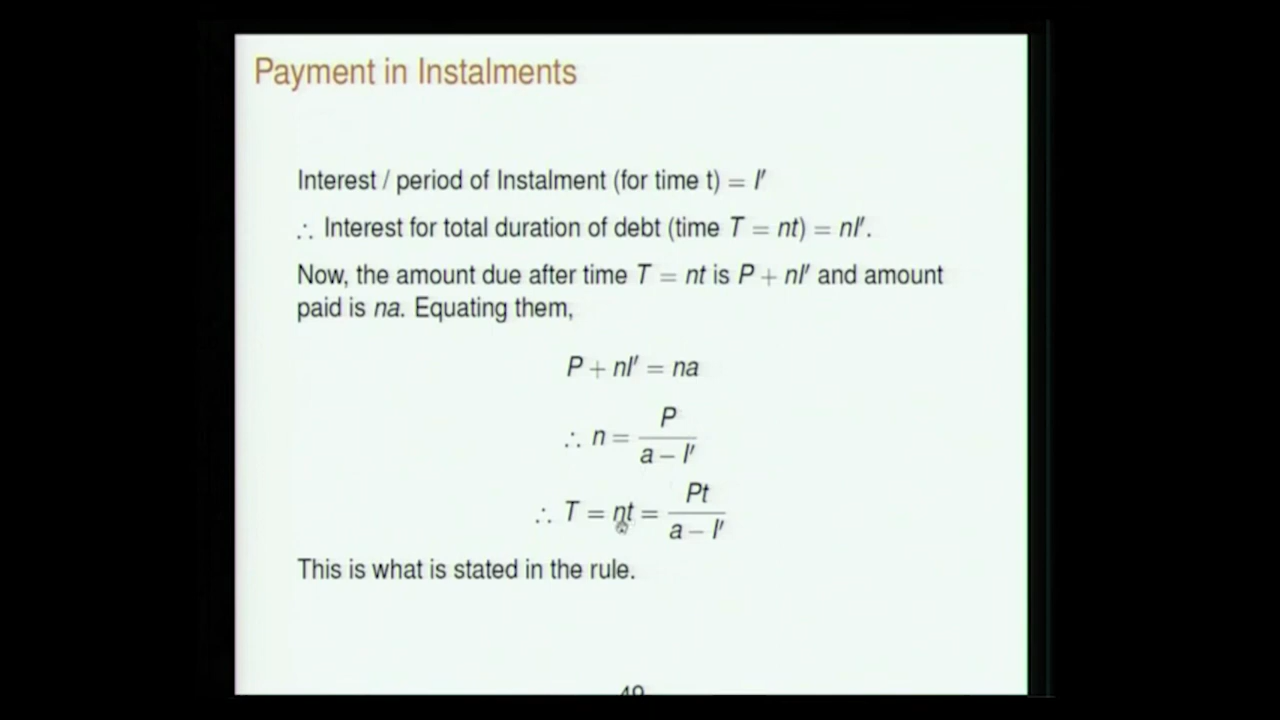 Payment in Instalments
Interest / period of Instalment (for time t) = I′
∴ Interest for total duration of debt (time T = nt) = nI′.
Now, the amount due after time T = nt is P + nI′ and amount
paid is na. Equating them,
P + nI′ = na
∴ n = P / (a − I′)
∴ T = nt = Pt / (a − I′)
This is what is stated in the rule.